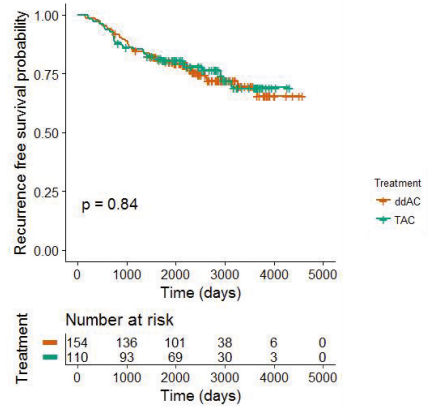 Recurrence free survival probability
1.00
0.75
0.50
0.25
0.00
p = 0.84
0 1000 2000 3000 4000 5000
Time (days)
Treatment
ddAC
TAC
Number at risk
Treatment
154 136 101 38 6 0
110 93 69 30 3 0
0 1000 2000 3000 4000 5000
Time (days)